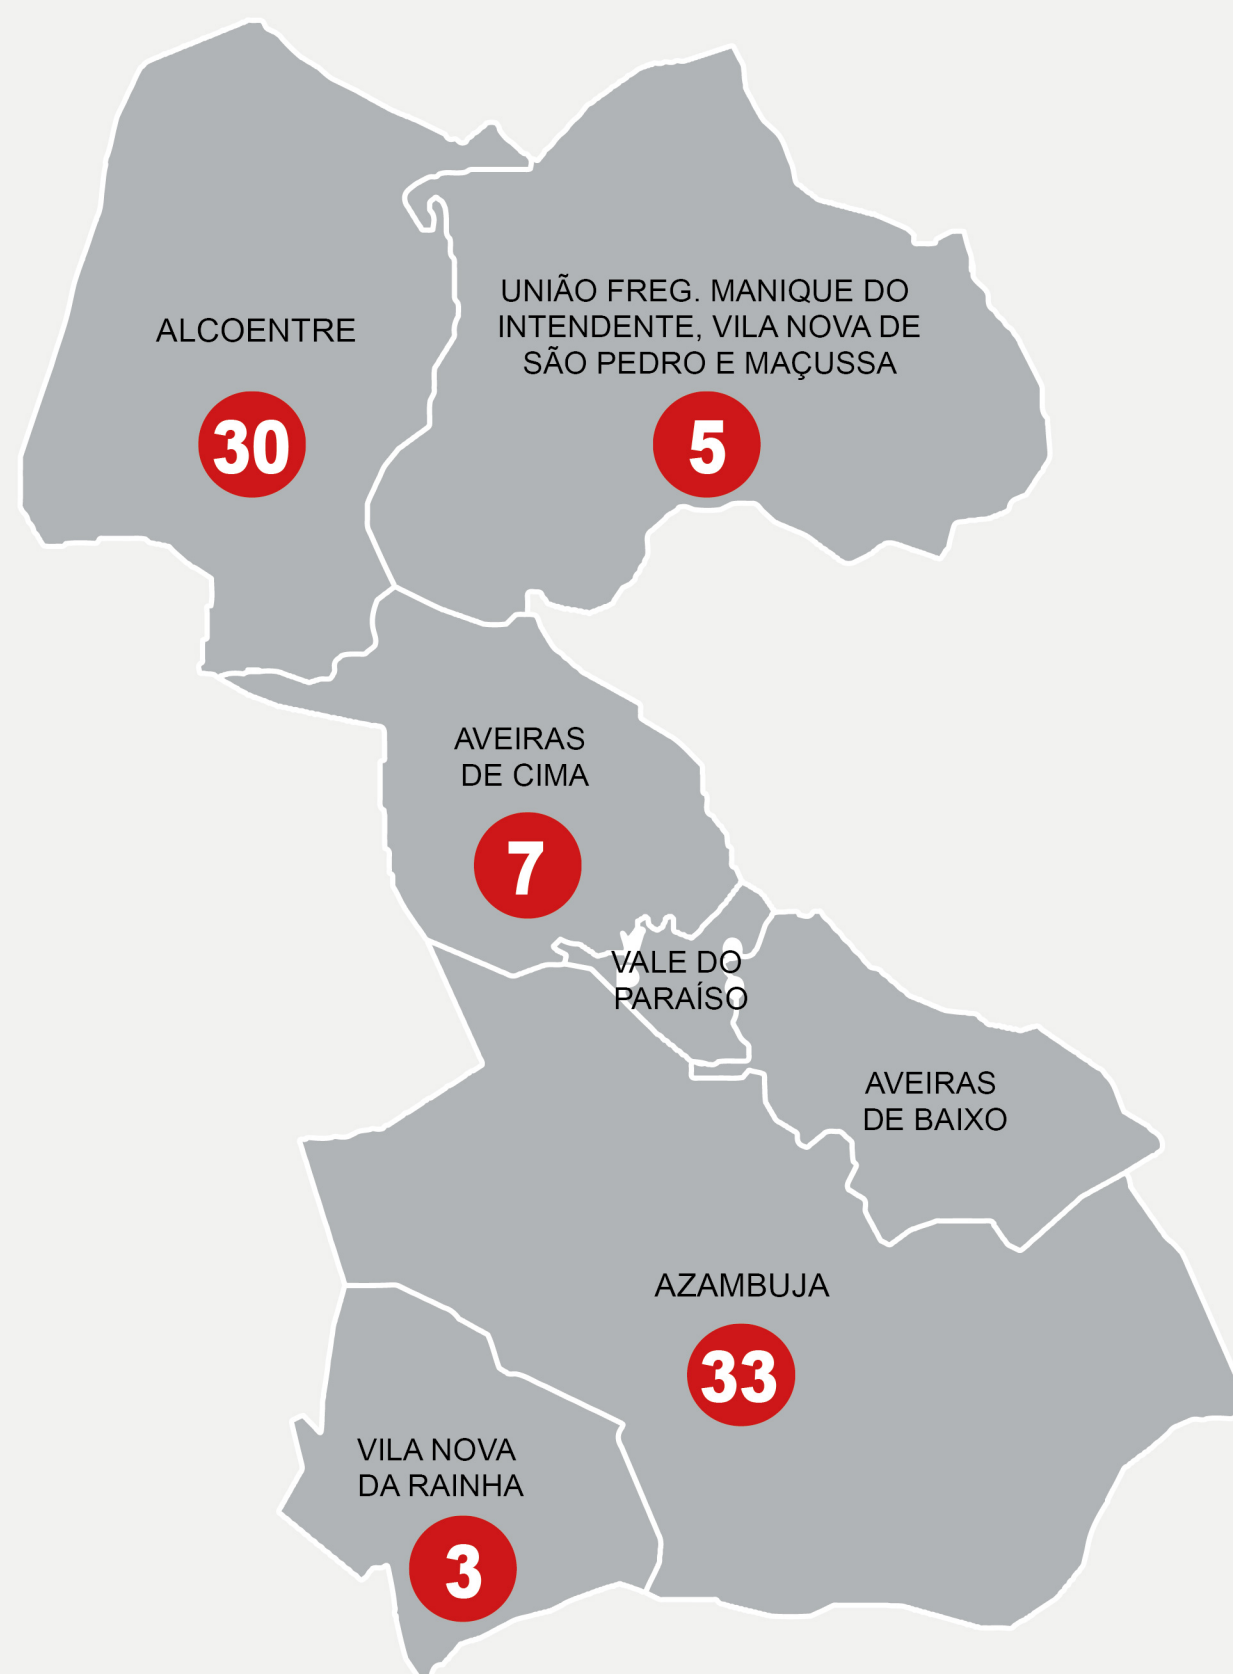 ALCOENTRE
30
UNIÃO FREG. MANIQUE DO
INTENDENTE, VILA NOVA DE
SÃO PEDRO E MAÇUSSA
5
AVEIRAS
DE CIMA
7
VALE DO
PARAÍSO
AVEIRAS
DE BAIXO
AZAMBUJA
33
VILA NOVA
DA RAINHA
3